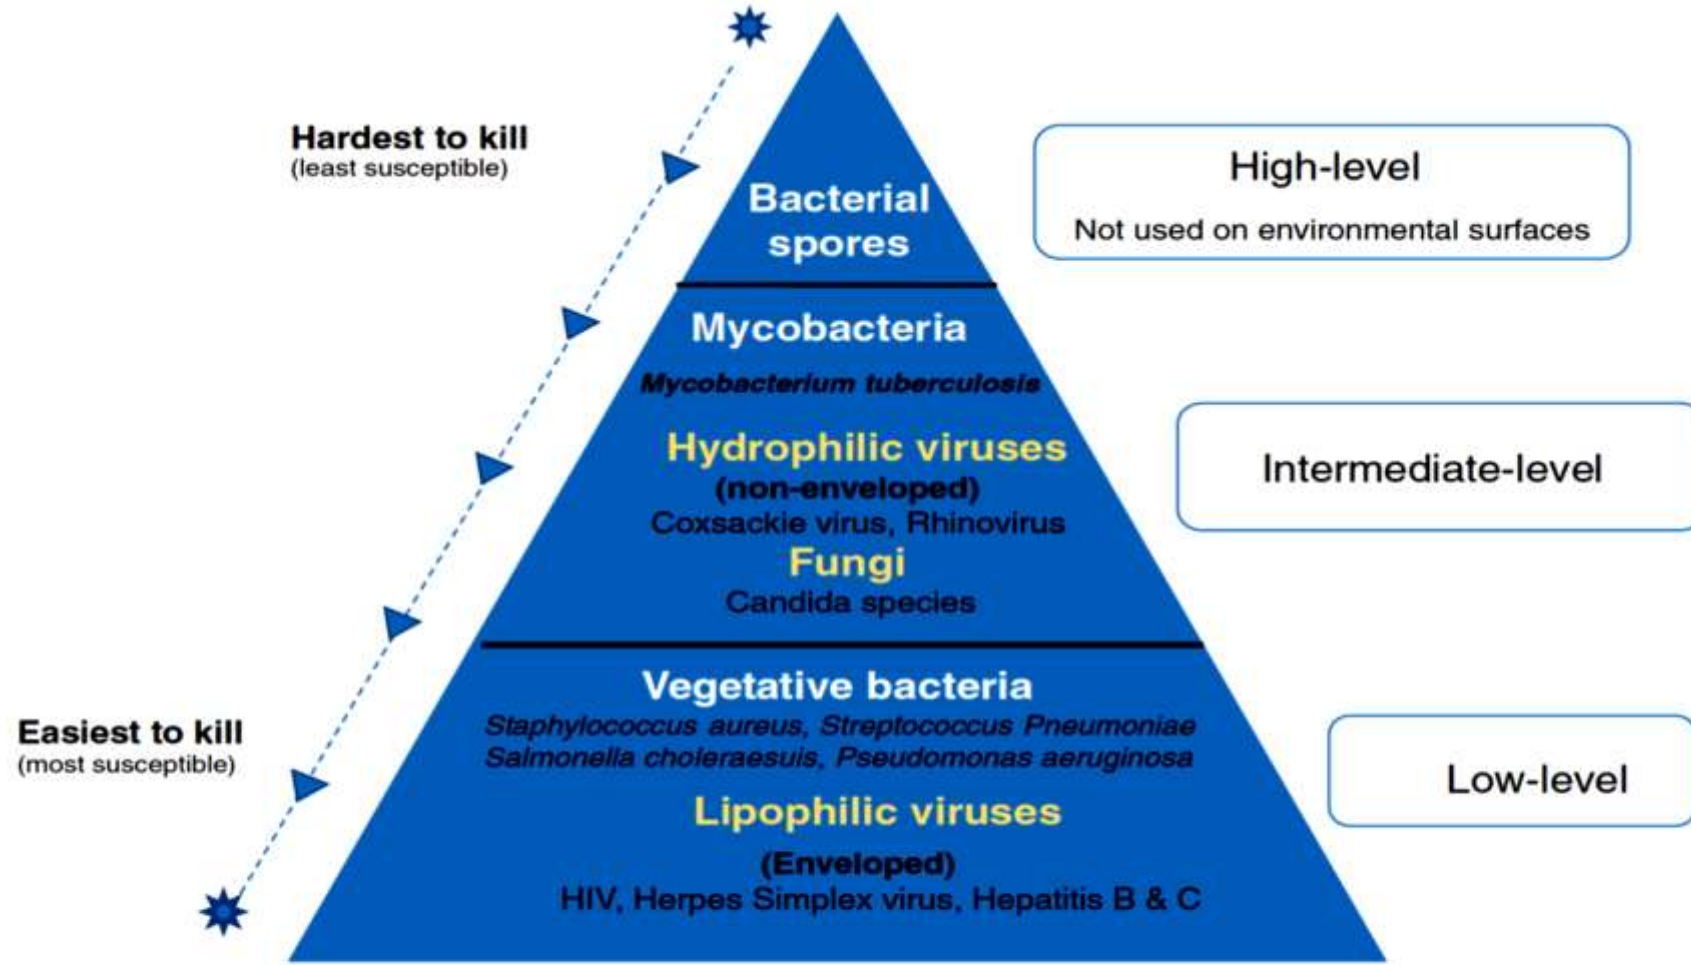 Hardest to kill
(least susceptible)
Bacterial
spores
High-level
Not used on environmental surfaces
Mycobacteria
Mycobacterium tuberculosis
Hydrophilic viruses
(non-enveloped)
Coxsackie virus, Rhinovirus
Fungi
Candida species
Intermediate-level
Easiest to kill
(most susceptible)
Vegetative bacteria
Staphylococcus aureus, Streptococcus Pneumoniae
Salmonella choleraesuis, Pseudomonas aeruginosa
Lipophilic viruses
(Enveloped)
HIV, Herpes Simplex virus, Hepatitis B & C
Low-level